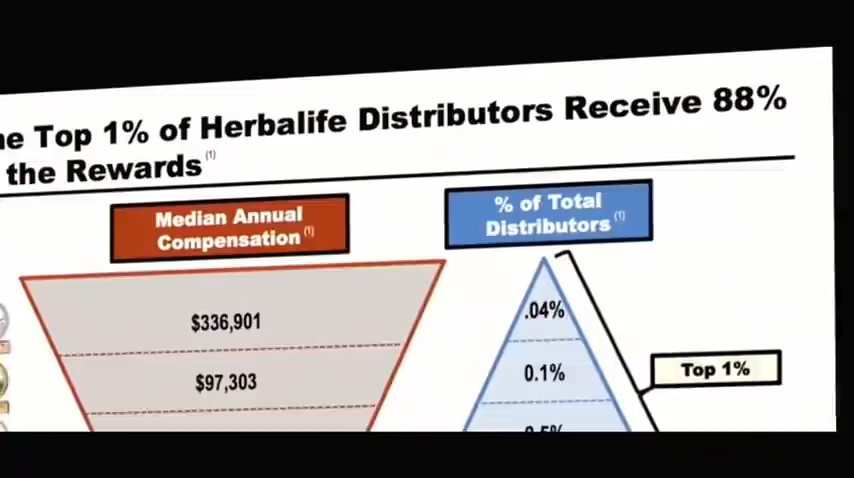 Top 1% of Herbalife Distributors Receive 88%
the Rewards (1)
Median Annual
Compensation (1)
% of Total
Distributors (1)
$336,901
.04%
$97,303
0.1%
Top 1%